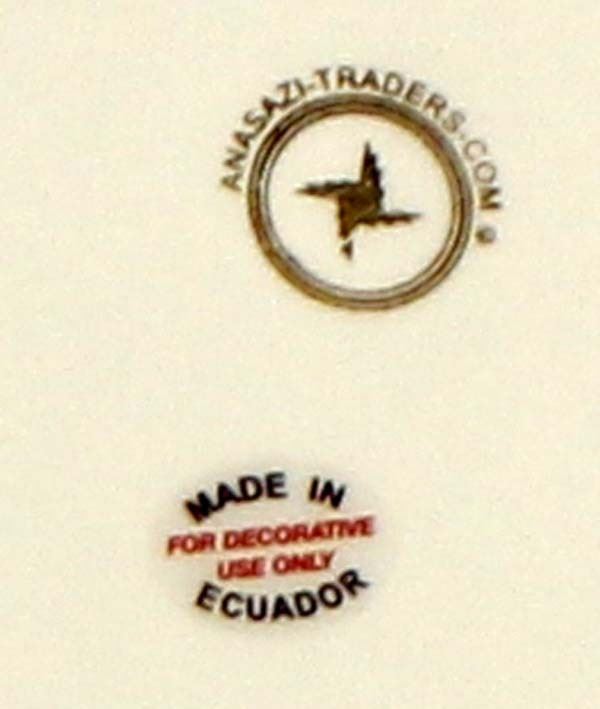 ANASAZI-TRADERS.COM ®
MADE IN
FOR DECORATIVE
USE ONLY
ECUADOR